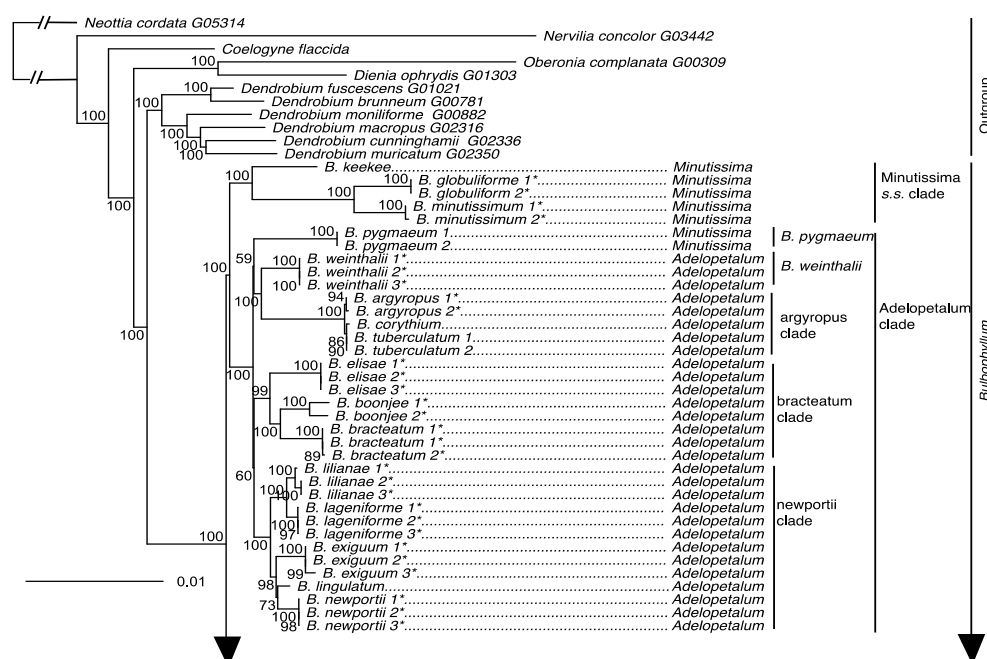 Neottia cordata G05314
Nervilia concolor G03442
Coelogyne flaccida
Oberonia complanata G00309
100
Dienia ophrydis G01303
Dendrobium fuscescens G01021
100
Dendrobium brunneum G00781
100
100
Dendrobium moniliforme G00882
100
Dendrobium macropus G02316
100
Dendrobium cunninghamii G02336
100
Dendrobium muricatum G02350
100
Outgroup
B. keekee Minutissima
100 B. globuliforme 1* Minutissima
B. globuliform 2* Minutissima
100
100 B. minutissimum 1* Minutissima
B. minutissimum 2* Minutissima
Minutissima
s.s. clade
100 B. pygmaeum 1 Minutissima
B. pygmaeum 2 Minutissima
B. pygmaeum
100
59
B. weinthalii 1* Adelopetalum
100 B. weinthalii 2* Adelopetalum
B. weinthalii 3* Adelopetalum
B. weinthalii
100
94 B. argyropus 1* Adelopetalum
100 B. argyropus 2* Adelopetalum
B. corythium Adelopetalum
86 B. tuberculatum 1 Adelopetalum
90 B. tuberculatum 2 Adelopetalum
argyropus
clade
Adelopetalum
clade
100
100
100 B. elisae 1* Adelopetalum
B. elisae 2* Adelopetalum
B. elisae 3* Adelopetalum
99
100 B. boonjee 1* Adelopetalum
B. boonjee 2* Adelopetalum
100
100 B. bracteatum 1* Adelopetalum
B. bracteatum 1* Adelopetalum
89 B. bracteatum 2* Adelopetalum
bracteatum
clade
Bulbophyllum
60
100 B. lilianae 1* Adelopetalum
B. lilianae 2* Adelopetalum
100 B. lilianae 3* Adelopetalum
100
B. lageniforme 1* Adelopetalum
100 B. lageniforme 2* Adelopetalum
97 B. lageniforme 3* Adelopetalum
newportii
clade
100
100
100 B. exiguum 1* Adelopetalum
B. exiguum 2* Adelopetalum
99 B. exiguum 3* Adelopetalum
98 B. lingulatum Adelopetalum
73 B. newportii 1* Adelopetalum
100 B. newportii 2* Adelopetalum
98 B. newportii 3* Adelopetalum
0.01